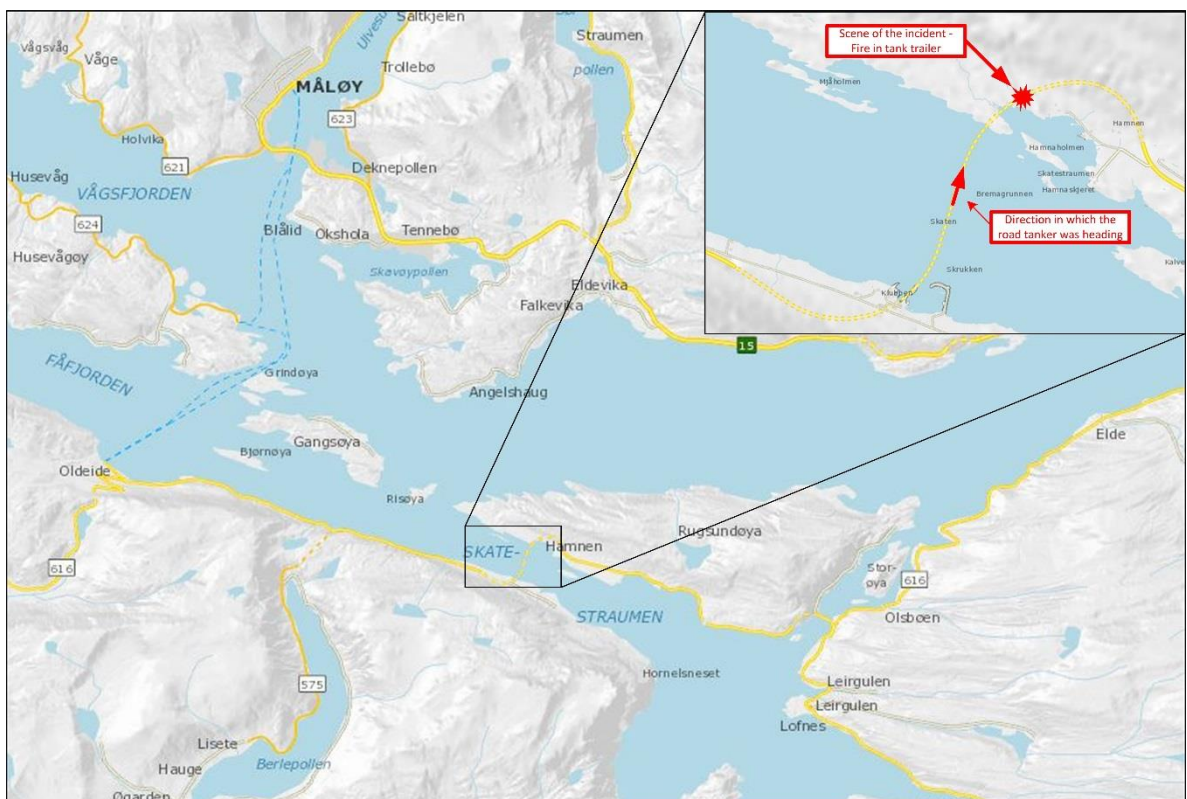 Saltkjelen
Ulvesu
Vågsvåg
Våge
Trollebø
Straumen
pollen
MÅLØY
623
Holvika
621
Deknepollen
Husevåg
VÅGSFJORDEN
624
Husevågøy
Blålid
Okshola
Tennebø
Skavøypollen
Eldevika
Falkevika
FÅFJORDEN
Grindøya
Angelshaug
15
Gangsøya
Bjørnøya
Oldeide
Elde
Risøya
Rugsundøya
SKATE-
Hamnen
616
Stor-
øya
616
STRAUMEN
Olsbøen
Hornelsneset
575
Leirgulen
Leirgulen
Lofnes
Lisete
Hauge
Berlepollen
Øgarden
Scene of the incident -
Fire in tank trailer
Mjåholmen
Hamnen
Hamnaholmen
Skatestraumen
Hamnaskjeret
Bremagrunnen
Skaten
Direction in which the
road tanker was heading
Skrukken
Kalve
Klubben